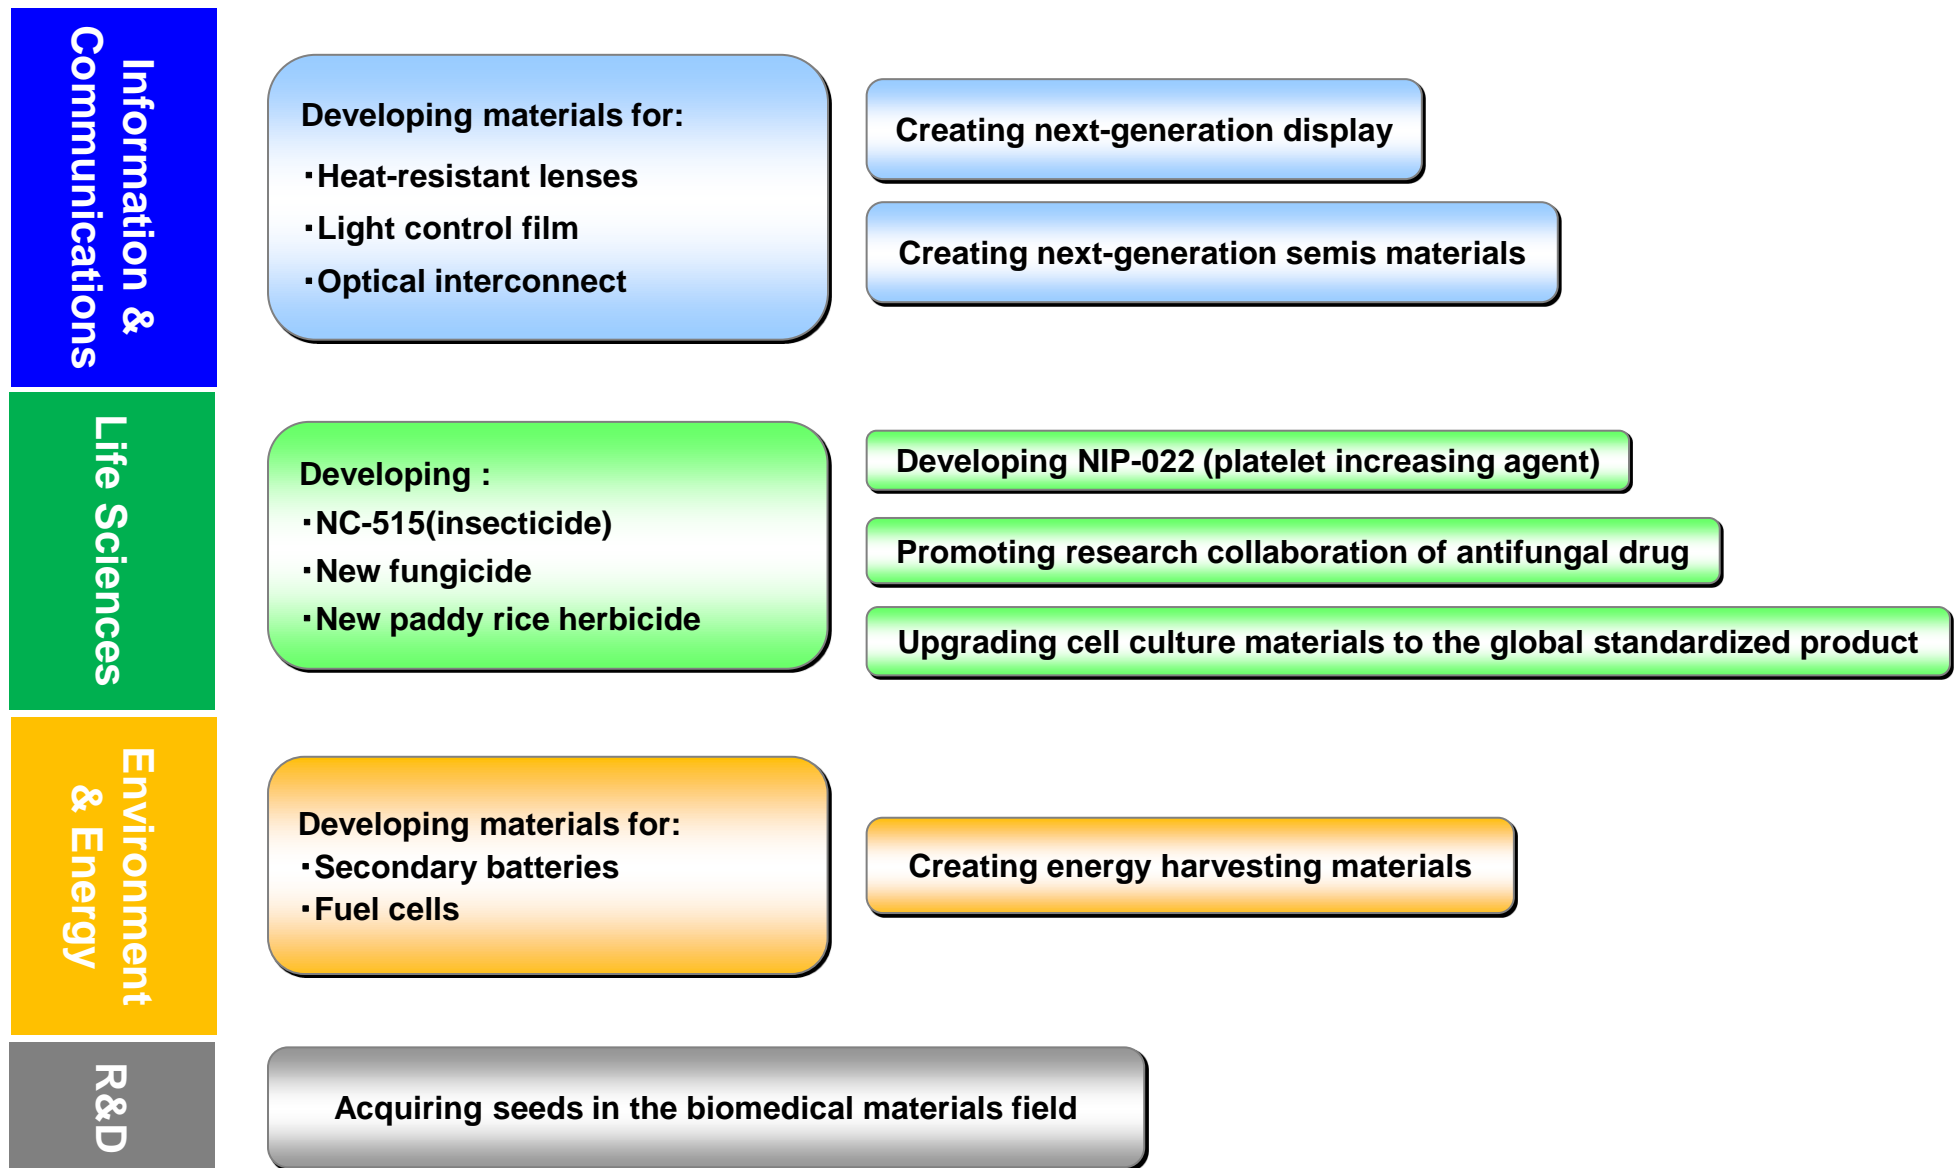 Information &
Communications
Developing materials for:
・Heat-resistant lenses
・Light control film
・Optical interconnect
Creating next-generation display
Creating next-generation semis materials
Life Sciences
Developing :
・NC-515(insecticide)
・New fungicide
・New paddy rice herbicide
Developing NIP-022 (platelet increasing agent)
Promoting research collaboration of antifungal drug
Upgrading cell culture materials to the global standardized product
Environment
& Energy
Developing materials for:
・Secondary batteries
・Fuel cells
Creating energy harvesting materials
R&D
Acquiring seeds in the biomedical materials field